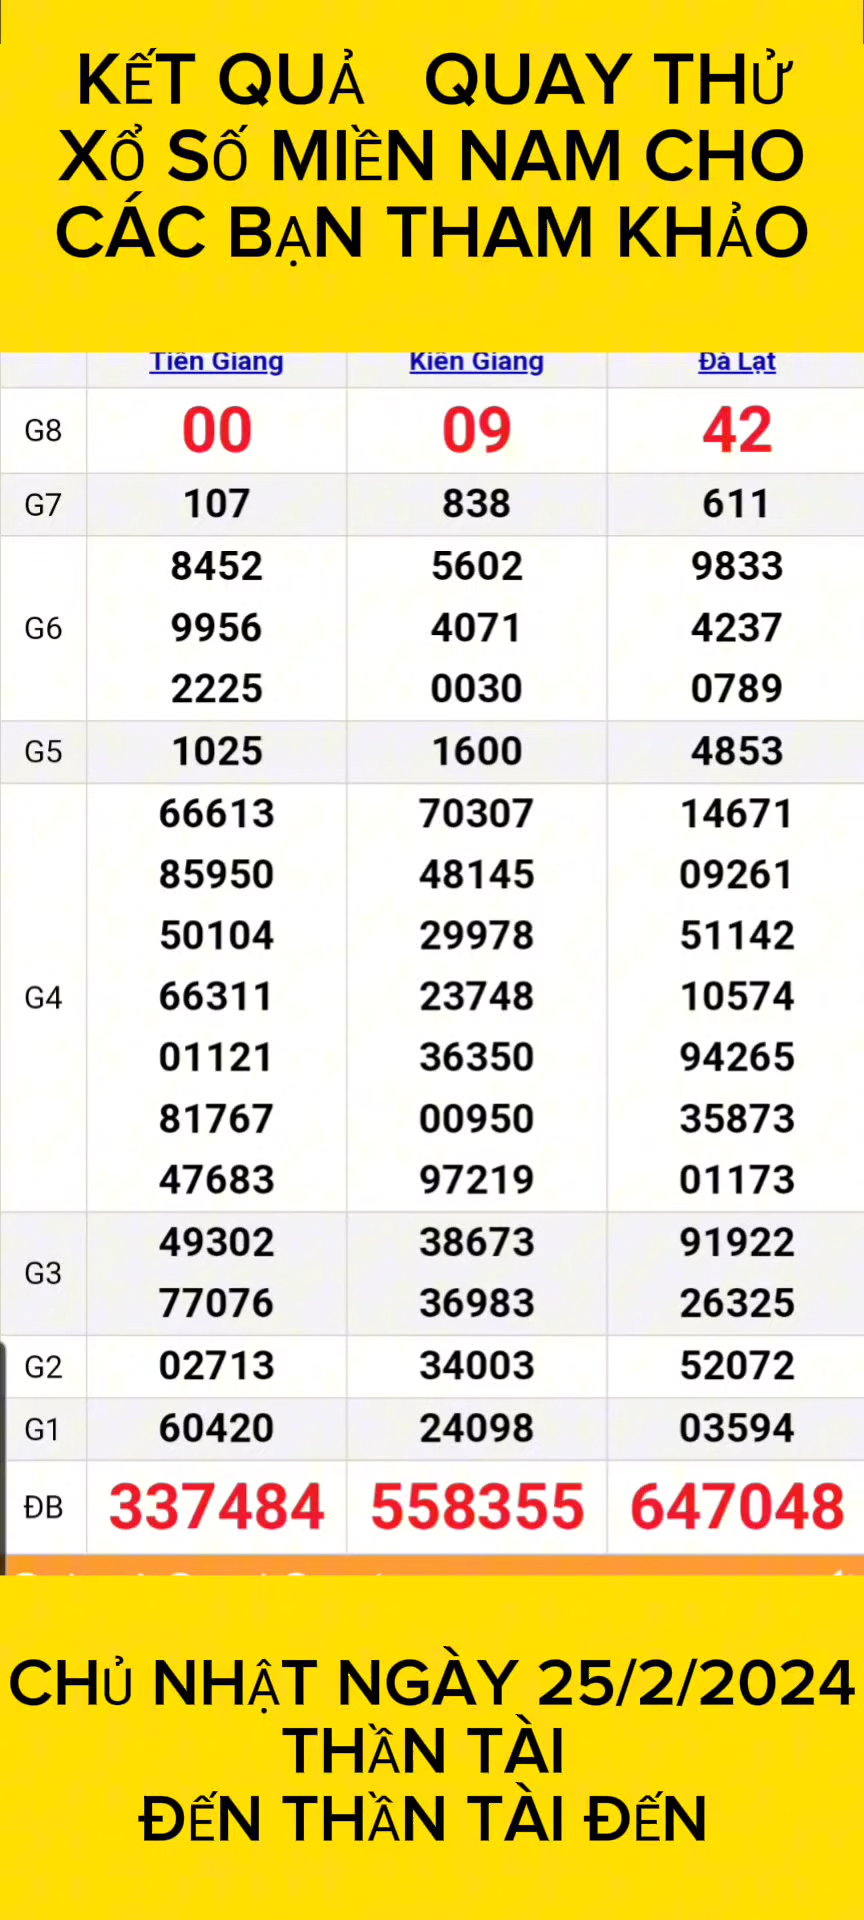 KẾT QUẢ QUAY THỬ
XỔ SỐ MIỀN NAM CHO
CÁC BẠN THAM KHẢO
Tiền Giang Kiên Giang Đà Lạt
G8 00 09 42
G7 107 838 611
8452 5602 9833
G6 9956 4071 4237
2225 0030 0789
G5 1025 1600 4853
66613 70307 14671
85950 48145 09261
50104 29978 51142
G4 66311 23748 10574
01121 36350 94265
81767 00950 35873
47683 97219 01173
49302 38673 91922
G3
77076 36983 26325
G2 02713 34003 52072
G1 60420 24098 03594
ĐB 337484 558355 647048
CHỦ NHẬT NGÀY 25/2/2024
THẦN TÀI
ĐẾN THẦN TÀI ĐẾN